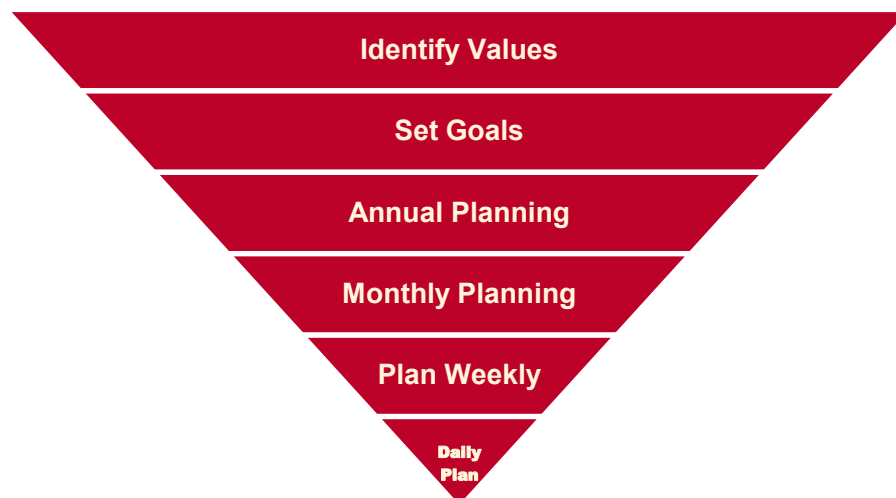 Identify Values
Set Goals
Annual Planning
Monthly Planning
Plan Weekly
Daily
Plan